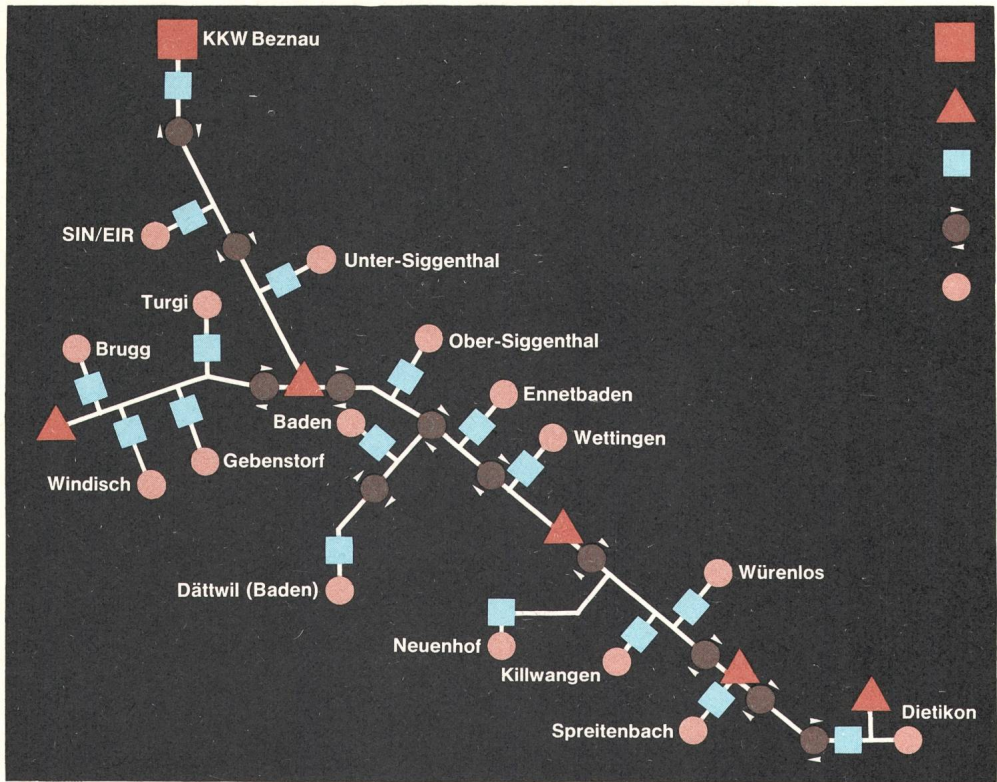 KKW Beznau
SIN/EIR
Unter-Siggenthal
Turgi
Brugg
Ober-Siggenthal
Ennetbaden
Baden
Wettingen
Gebenstorf
Windisch
Würenlos
Dättwil (Baden)
Neuenhof
Killwangen
Dietikon
Spreitenbach